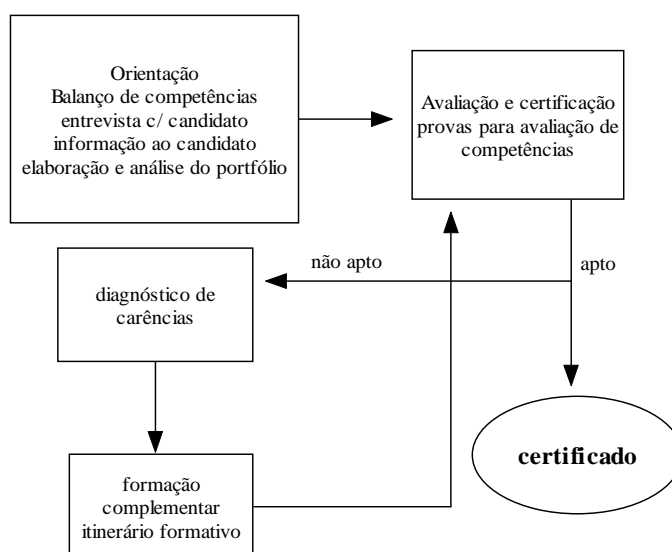 Orientação
Balanço de competências
entrevista c/ candidato
informação ao candidato
elaboração e análise do portfólio
Avaliação e certificação
provas para avaliação de
competências
não apto
apto
diagnóstico de
carências
certificado
formação
complementar
itinerário formativo